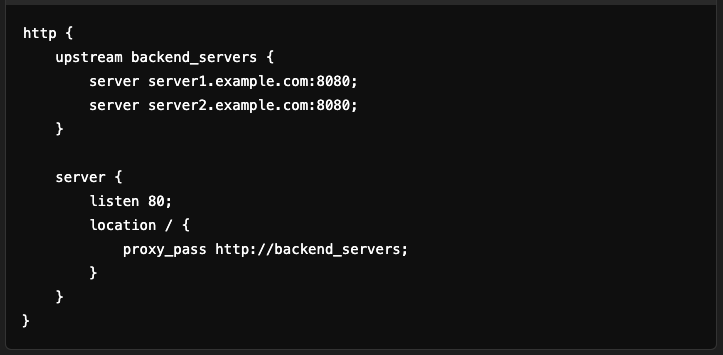 http {
    upstream backend_servers {
        server server1.example.com:8080;
        server server2.example.com:8080;
    }

    server {
        listen 80;
        location / {
            proxy_pass http://backend_servers;
        }
    }
}